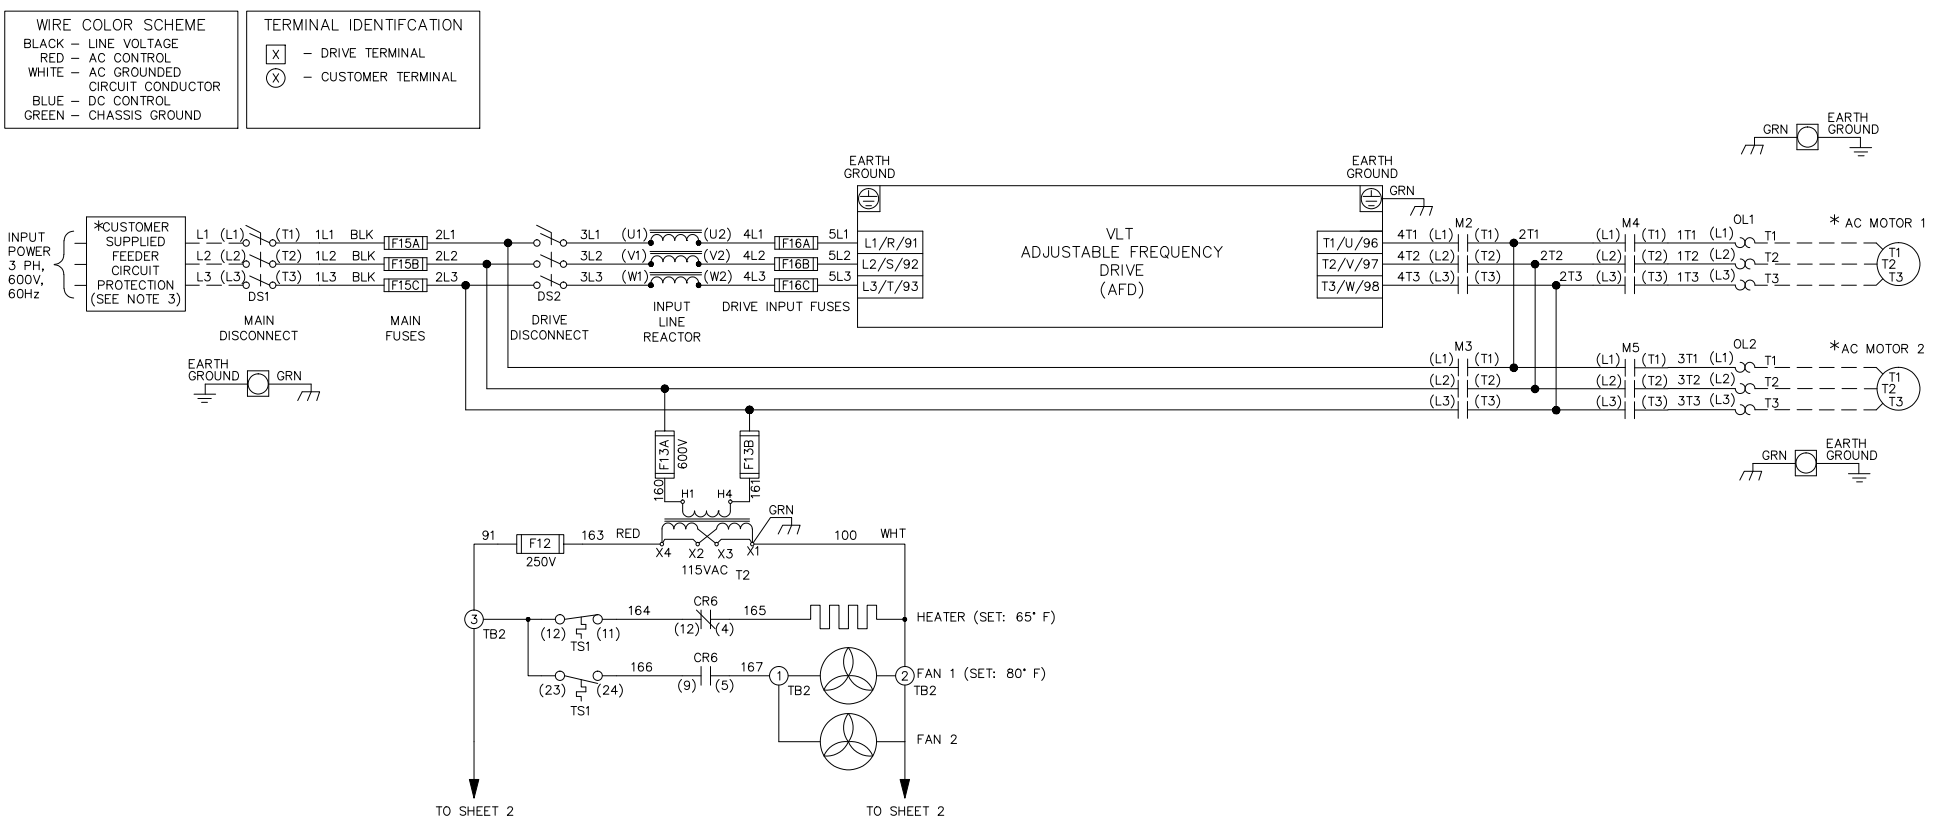 WIRE COLOR SCHEME
BLACK – LINE VOLTAGE
RED – AC CONTROL
WHITE – AC GROUNDED
CIRCUIT CONDUCTOR
BLUE – DC CONTROL
GREEN – CHASSIS GROUND
TERMINAL IDENTIFCATION
X – DRIVE TERMINAL
X – CUSTOMER TERMINAL
GRN
EARTH
GROUND
EARTH
GROUND
EARTH
GROUND
GRN
INPUT
POWER
3 PH,
600V,
60Hz
*CUSTOMER
SUPPLIED
FEEDER
CIRCUIT
PROTECTION
(SEE NOTE 3)
L1 (L1) (T1) 1L1 BLK F15A 2L1 3L1 (U1) (U2) 4L1 F16A 5L1 L1/R/91
L2 (L2) (T2) 1L2 BLK F15B 2L2 3L2 (V1) (V2) 4L2 F16B 5L2 L2/S/92
L3 (L3) (T3) 1L3 BLK F15C 2L3 3L3 (W1) (W2) 4L3 F16C 5L3 L3/T/93
DS1
DS2
MAIN
DISCONNECT
MAIN
FUSES
DRIVE
DISCONNECT
INPUT
LINE
REACTOR
DRIVE INPUT FUSES
VLT
ADJUSTABLE FREQUENCY
DRIVE
(AFD)
M2 M4 OL1
* AC MOTOR 1
T1/U/96 4T1 (L1) (T1) 2T1 (L1) (T1) 1T1 (L1) T1 T1
T2/V/97 4T2 (L2) (T2) 2T2 (L2) (T2) 1T2 (L2) T2 T2
T3/W/98 4T3 (L3) (T3) 2T3 (L3) (T3) 1T3 (L3) T3 T3
M3 M5 OL2
* AC MOTOR 2
(L1) (T1) (L1) (T1) 3T1 (L1) T1 T1
(L2) (T2) (L2) (T2) 3T2 (L2) T2 T2
(L3) (T3) (L3) (T3) 3T3 (L3) T3 T3
EARTH
GROUND
GRN
GRN
EARTH
GROUND
F13A
600V
F13B
160
161
H1 H4
GRN
91 F12 163 RED
250V
X4 X2 X3 X1
100 WHT
115VAC T2
3
TB2
(12) (11)
TS1
164
CR6
(12) (4)
165
HEATER (SET: 65° F)
(23) (24)
TS1
166
CR6
(9) (5)
167
1
TB2
2
TB2
FAN 1 (SET: 80° F)
FAN 2
TO SHEET 2
TO SHEET 2